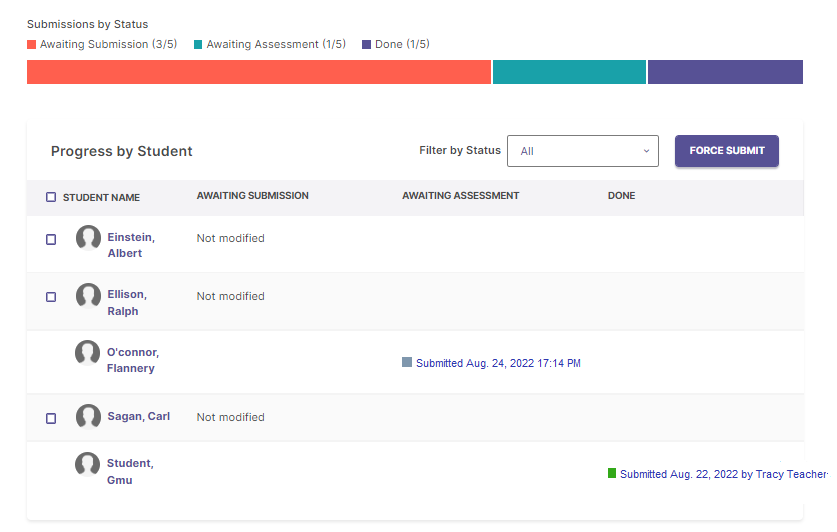 Submissions by Status
Awaiting Submission (3/5) Awaiting Assessment (1/5) Done (1/5)
Progress by Student Filter by Status All FORCE SUBMIT
STUDENT NAME AWAITING SUBMISSION AWAITING ASSESSMENT DONE
Einstein, Not modified
Albert
Ellison, Not modified
Ralph
O'connor,
Flannery
Submitted Aug. 24, 2022 17:14 PM
Sagan, Carl Not modified
Student,
Gmu
Submitted Aug. 22, 2022 by Tracy Teacher